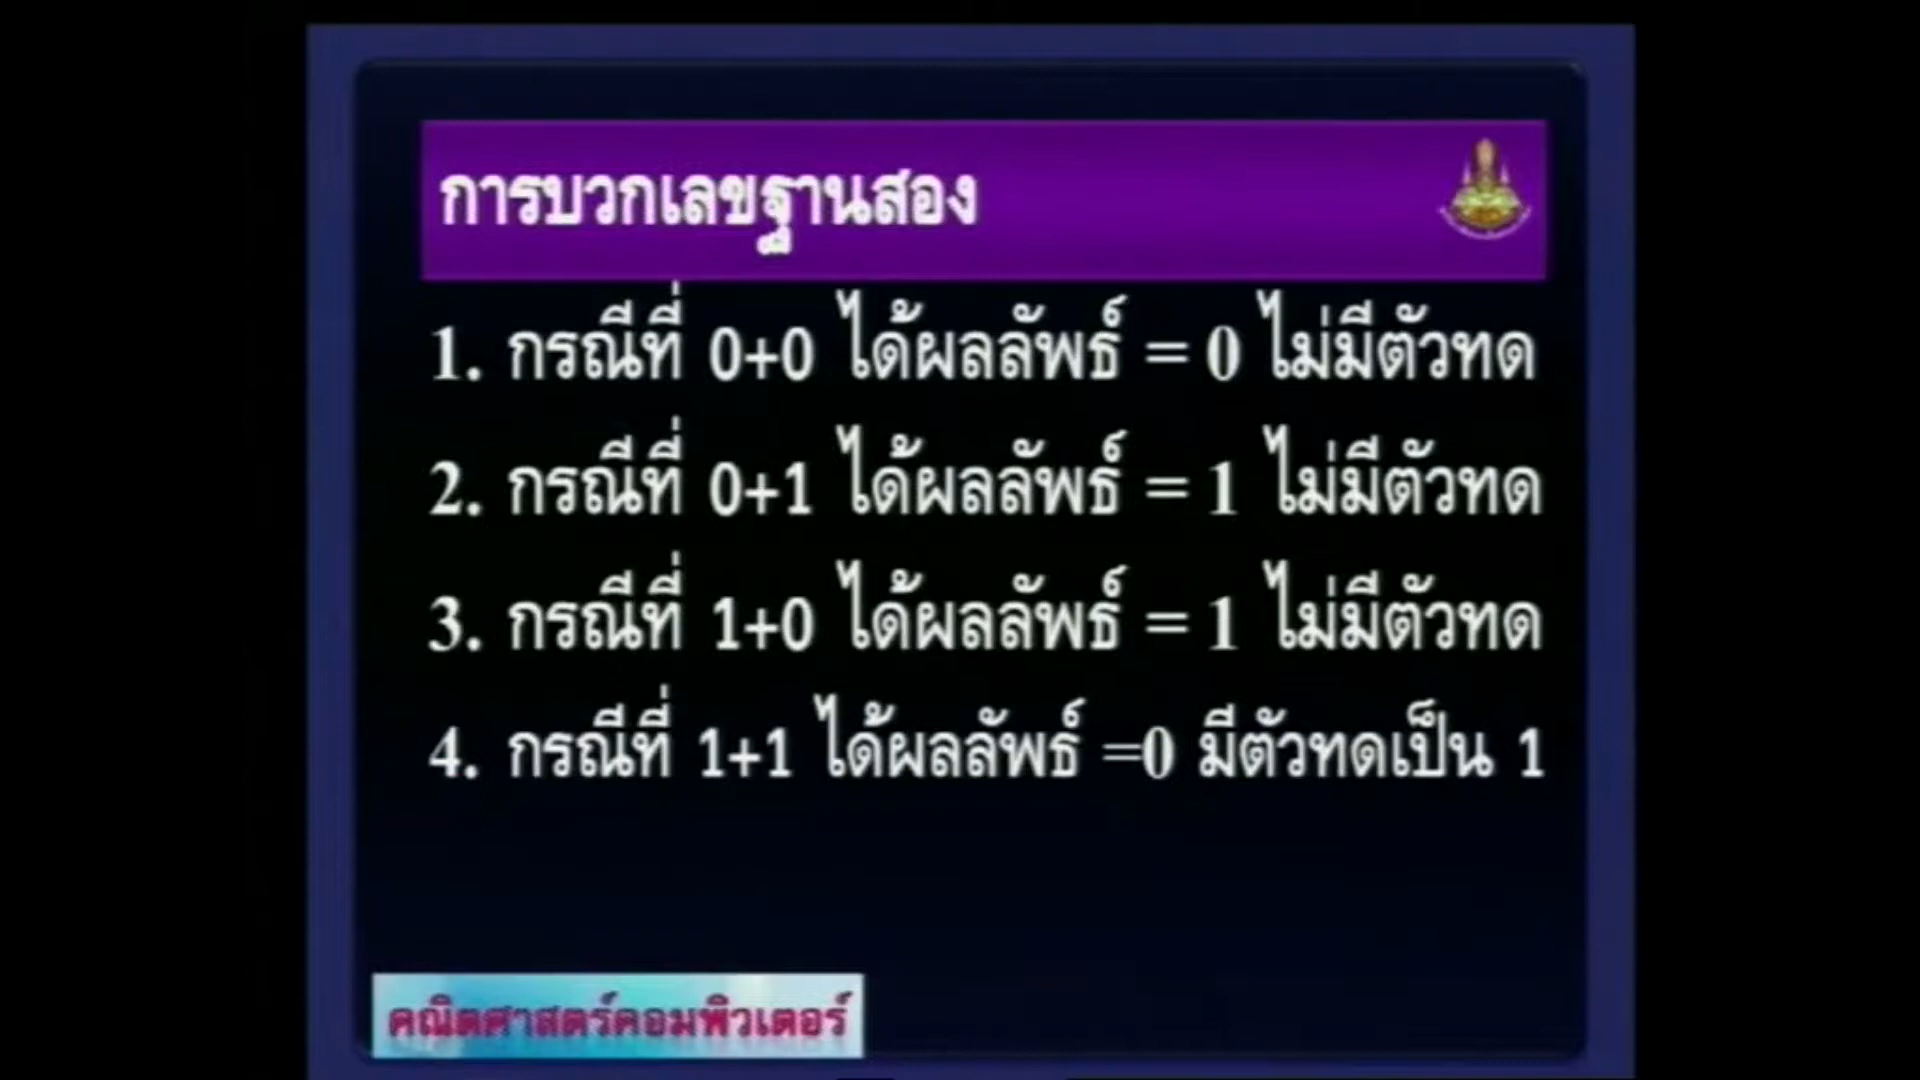 การบวกเลขฐานสอง
1. กรณีที่ 0+0 ได้ผลลัพธ์ = 0 ไม่มีตัวทด
2. กรณีที่ 0+1 ได้ผลลัพธ์ = 1 ไม่มีตัวทด
3. กรณีที่ 1+0 ได้ผลลัพธ์ = 1 ไม่มีตัวทด
4. กรณีที่ 1+1 ได้ผลลัพธ์ =0 มีตัวทดเป็น 1
คณิตศาสตร์คอมพิวเตอร์